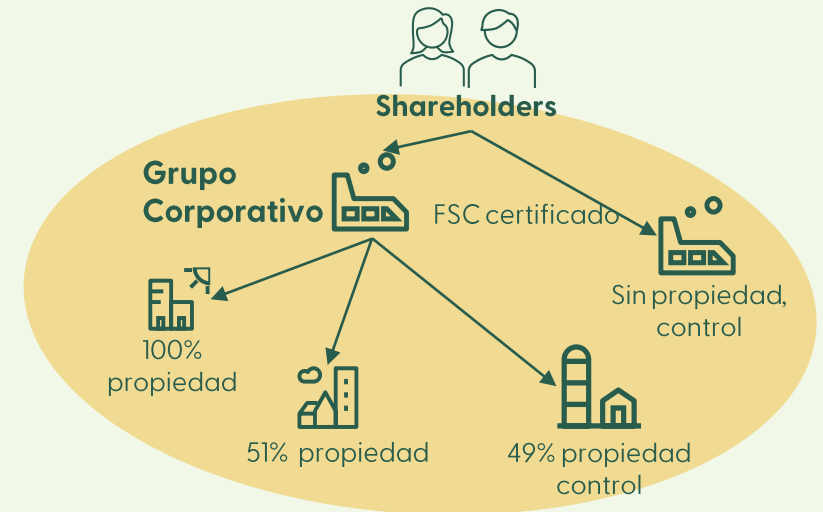 Shareholders
Grupo
Corporativo
FSC certificado
Sin propiedad,
control
100%
propiedad
51% propiedad
49% propiedad
control